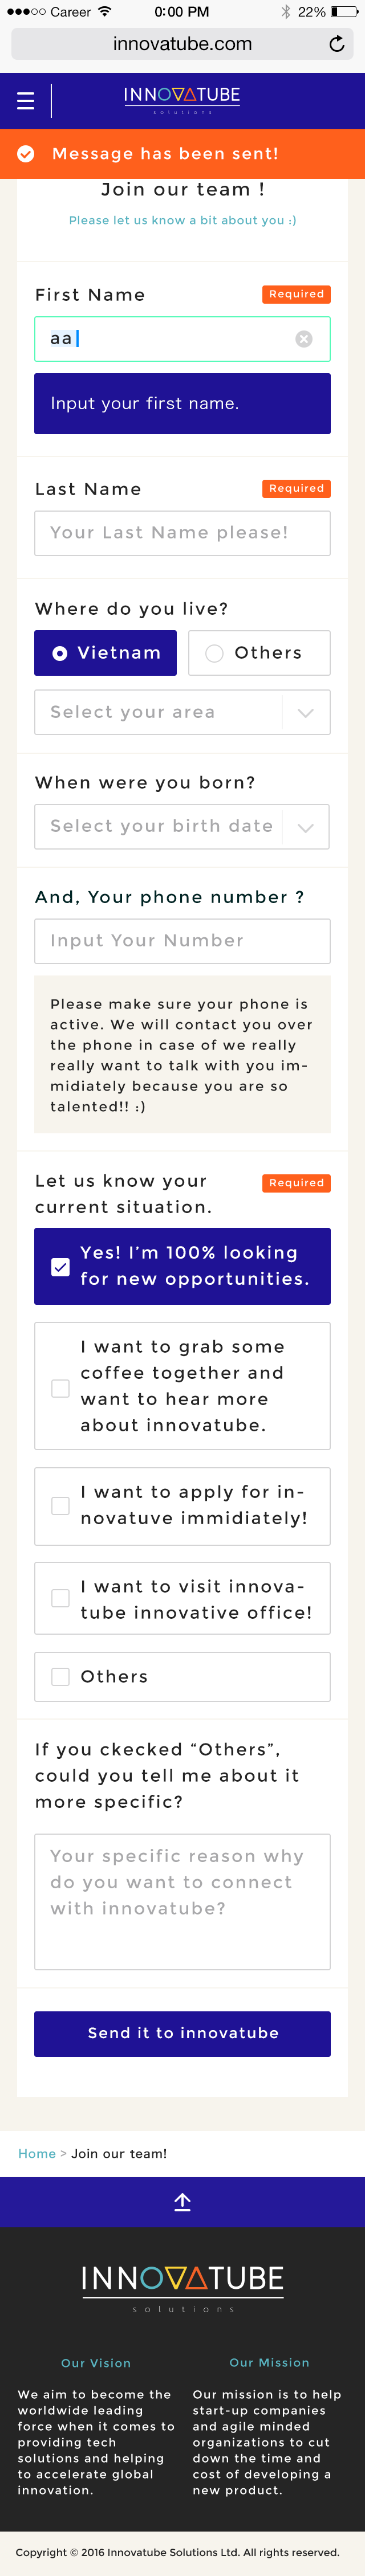 Career
0:00 PM
22%
innovatube.com
INNOVATUBE
solutions
Message has been sent!
Join our team !
Please let us know a bit about you :)
First Name
Required
aa
Input your first name.
Last Name
Required
Your Last Name please!
Where do you live?
Vietnam
Others
Select your area
When were you born?
Select your birth date
And, Your phone number ?
Input Your Number
Please make sure your phone is
active. We will contact you over
the phone in case of we really
really want to talk with you im-
midiately because you are so
talented!! :)
Let us know your
Required
current situation.
Yes! I’m 100% looking
for new opportunities.
I want to grab some
coffee together and
want to hear more
about innovatube.
I want to apply for in-
novatuve immidiately!
I want to visit innova-
tube innovative office!
Others
If you ckecked “Others”,
could you tell me about it
more specific?
Your specific reason why
do you want to connect
with innovatube?
Send it to innovatube
Home > Join our team!
INNOVATUBE
solutions
Our Vision
We aim to become the
worldwide leading
force when it comes to
providing tech
solutions and helping
to accelerate global
innovation.
Our Mission
Our mission is to help
start-up companies
and agile minded
organizations to cut
down the time and
cost of developing a
new product.
Copyright © 2016 Innovatube Solutions Ltd. All rights reserved.